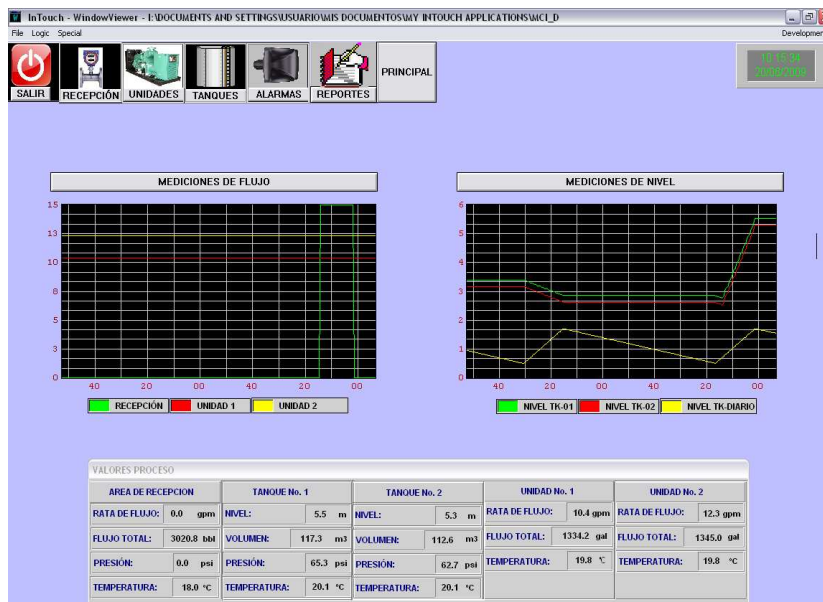 InTouch - WindowViewer - I:\DOCUMENTS AND SETTINGS\USUARIO\MIS DOCUMENTOS\MY INTOUCH APPLICATIONS\MCI_D
File Logic Special Developmen
SALIR RECEPCIÓN UNIDADES TANQUES ALARMAS REPORTES PRINCIPAL
20/08/2009
MEDICIONES DE FLUJO
15
13
10
8
5
3
0
40 20 00 40 20 00
RECEPCIÓN UNIDAD 1 UNIDAD 2
MEDICIONES DE NIVEL
6
5
4
3
2
1
0
40 20 00 40 20 00
NIVEL TK-01 NIVEL TK-02 NIVEL TK-DIARIO
VALORES PROCESO
AREA DE RECEPCION
RATA DE FLUJO: 0.0 gpm
FLUJO TOTAL: 3020.8 bbl
PRESIÓN: 0.0 psi
TEMPERATURA: 18.0 °C
TANQUE No. 1
NIVEL: 5.5 m
VOLUMEN: 117.3 m3
PRESIÓN: 65.3 psi
TEMPERATURA: 20.1 °C
TANQUE No. 2
NIVEL: 5.3 m
VOLUMEN: 112.6 m3
PRESIÓN: 62.7 psi
TEMPERATURA: 20.1 °C
UNIDAD No. 1
RATA DE FLUJO: 10.4 gpm
FLUJO TOTAL: 1334.2 gal
TEMPERATURA: 19.8 °C
UNIDAD No. 2
RATA DE FLUJO: 12.3 gpm
FLUJO TOTAL: 1345.0 gal
TEMPERATURA: 19.8 °C